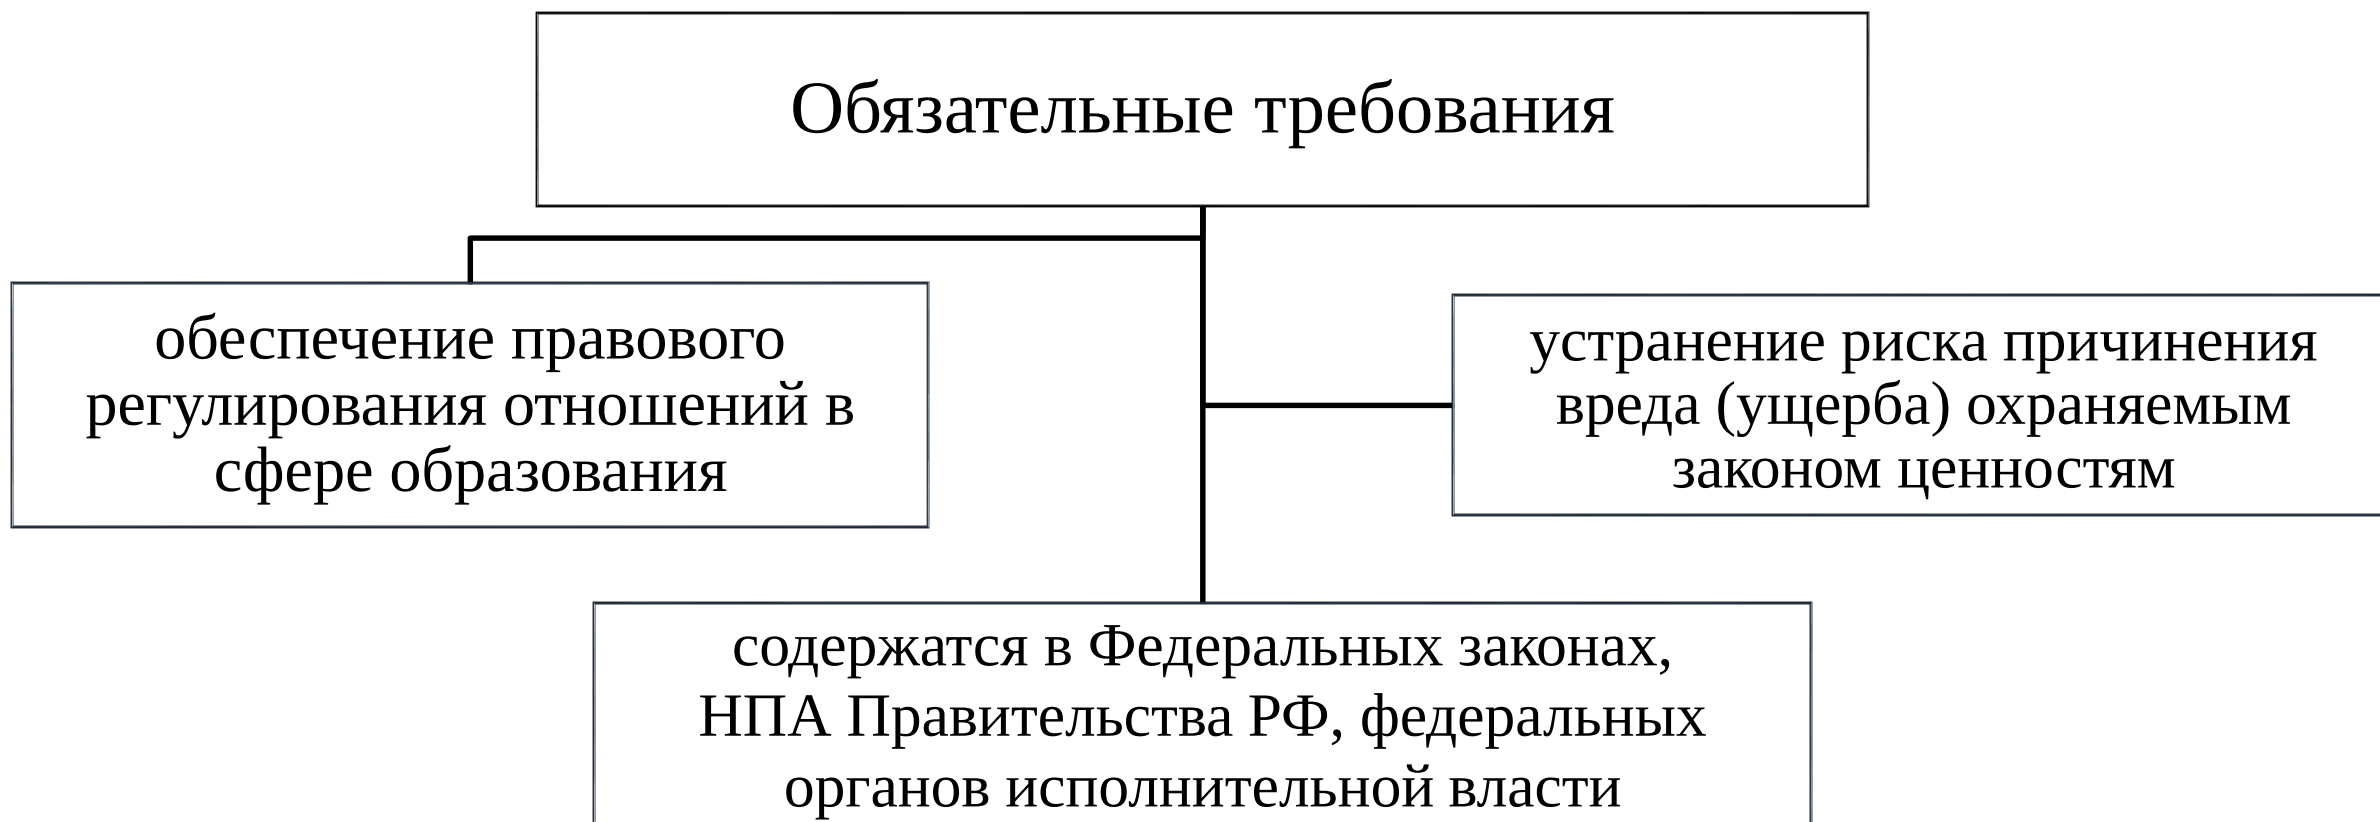 Обязательные требования
обеспечение правового
регулирования отношений в
сфере образования
устранение риска причинения
вреда (ущерба) охраняемым
законом ценностям
содержатся в Федеральных законах,
НПА Правительства РФ, федеральных
органов исполнительной власти